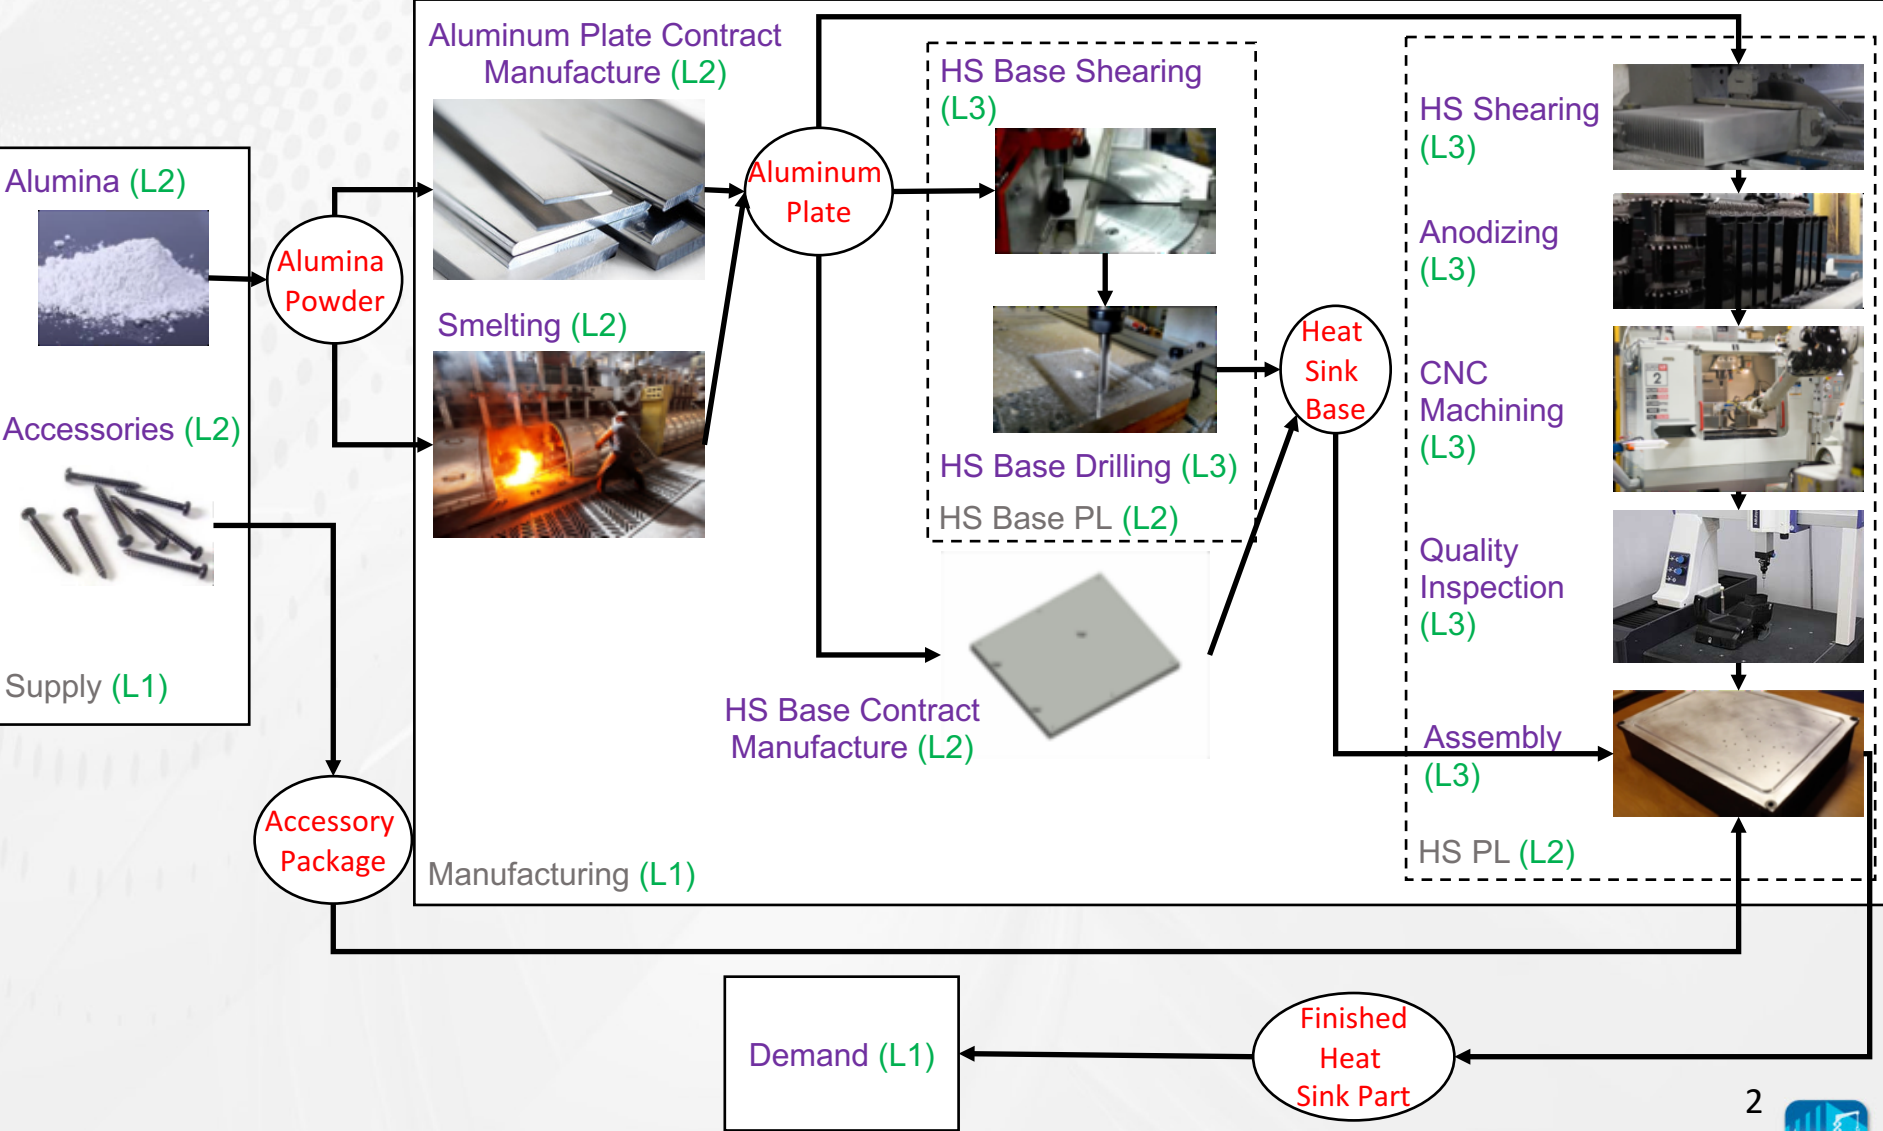 Aluminum Plate Contract
Manufacture (L2)
HS Base Shearing
(L3)
HS Shearing
(L3)
Alumina (L2)
Aluminum
Plate
Anodizing
(L3)
Alumina
Powder
Smelting (L2)
Heat
Sink
Base
CNC
Machining
(L3)
Accessories (L2)
HS Base Drilling (L3)
HS Base PL (L2)
Quality
Inspection
(L3)
Supply (L1)
HS Base Contract
Manufacture (L2)
Assembly
(L3)
Accessory
Package
HS PL (L2)
Manufacturing (L1)
Finished
Heat
Sink Part
Demand (L1)
2